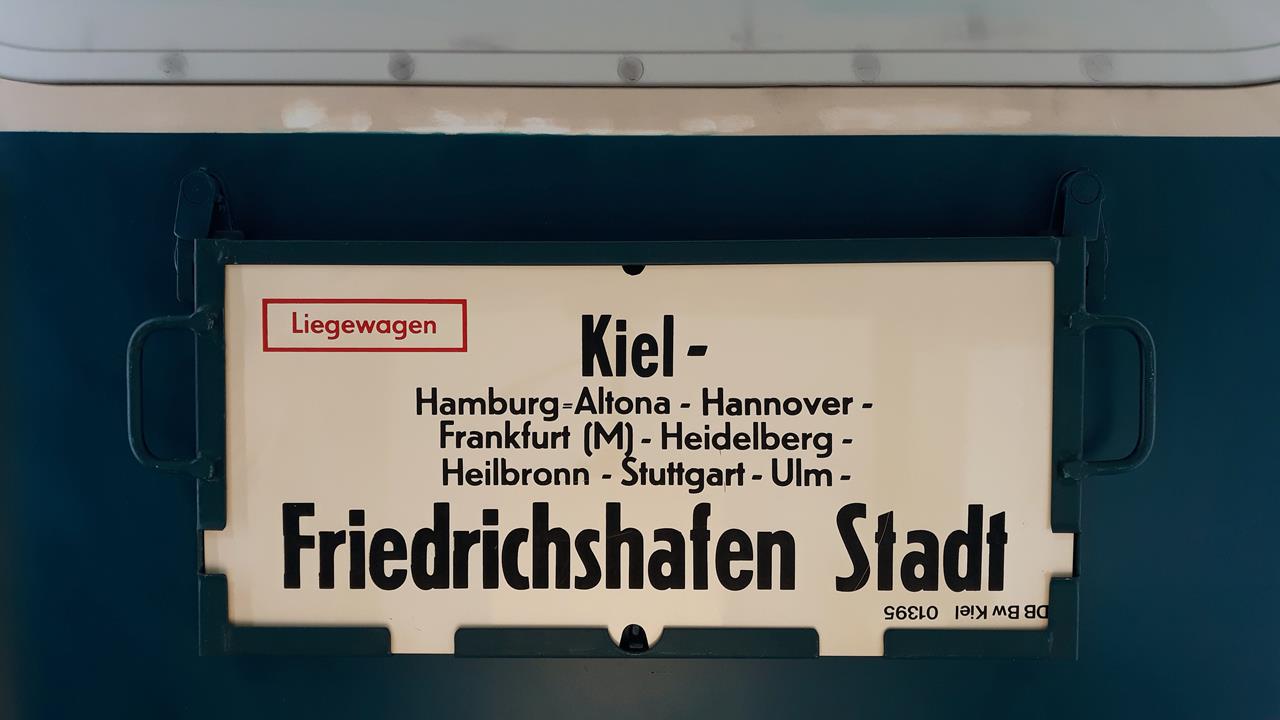 Liegewagen
Kiel -
Hamburg=Altona - Hannover -
Frankfurt (M) - Heidelberg -
Heilbronn - Stuttgart - Ulm -
Friedrichshafen Stadt
DB Bw Kiel 01395